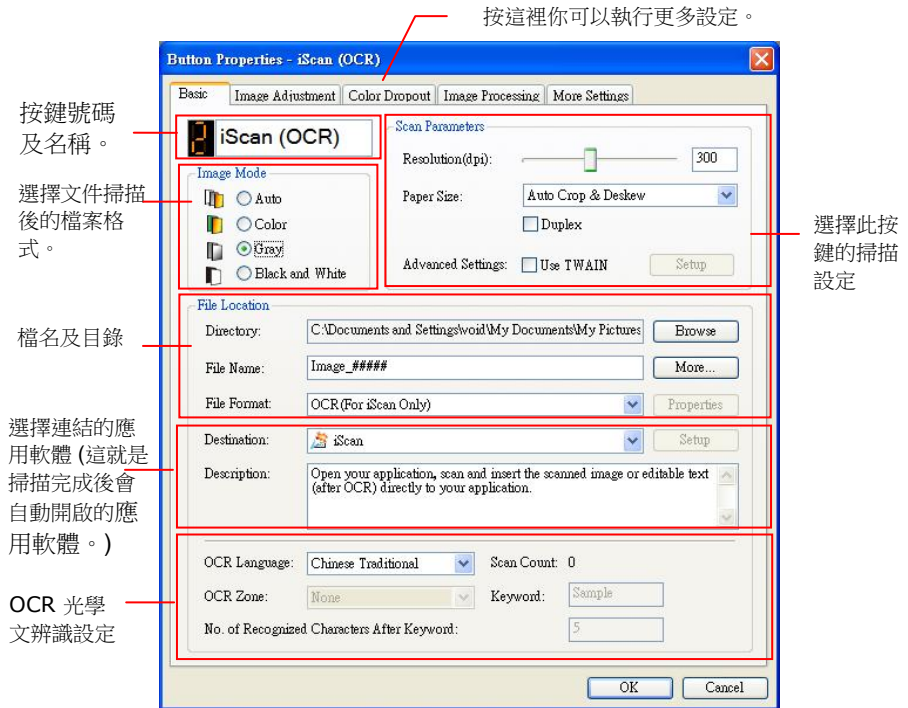 按這裡你可以執行更多設定。
Button Properties - iScan (OCR)
Basic Image Adjustment Color Dropout Image Processing More Settings
按鍵號碼
及名稱。
2 iScan (OCR)
選擇文件掃描
後的檔案格
式。
Image Mode
Auto
Color
Gray
Black and White
Scan Parameters
Resolution(dpi): 300
Paper Size: Auto Crop & Deskew
Duplex
Advanced Settings: Use TWAIN Setup
選擇此按
鍵的掃描
設定
檔名及目錄
File Location
Directory: C:\Documents and Settings\void\My Documents\My Pictures Browse
File Name: Image_##### More...
File Format: OCR(For iScan Only) Properties
選擇連結的應
用軟體 (這就是
掃描完成後會
自動開啟的應
用軟體。)
Destination: iScan Setup
Description: Open your application, scan and insert the scanned image or editable text
(after OCR) directly to your application.
OCR 光學
文辨識設定
OCR Language: Chinese Traditional Scan Count: 0
OCR Zone: None Keyword: Sample
No. of Recognized Characters After Keyword: 5
OK Cancel